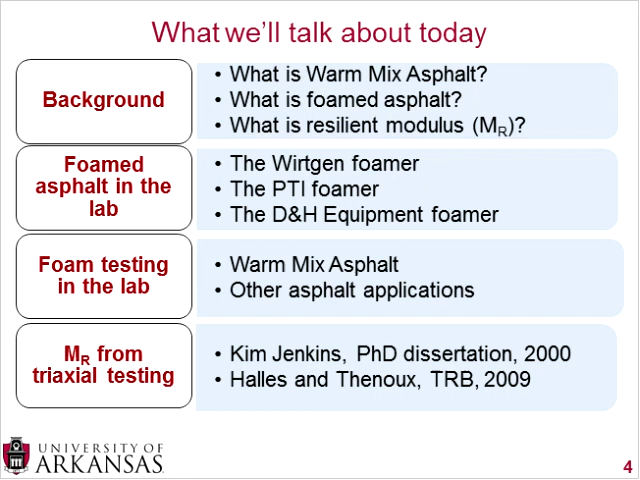 What we'll talk about today
Background
• What is Warm Mix Asphalt?
• What is foamed asphalt?
• What is resilient modulus (MR)?
Foamed
asphalt in the
lab
• The Wirtgen foamer
• The PTI foamer
• The D&H Equipment foamer
Foam testing
in the lab
• Warm Mix Asphalt
• Other asphalt applications
MR from
triaxial testing
• Kim Jenkins, PhD dissertation, 2000
• Halles and Thenoux, TRB, 2009
UNIVERSITY OF
ARKANSAS
4